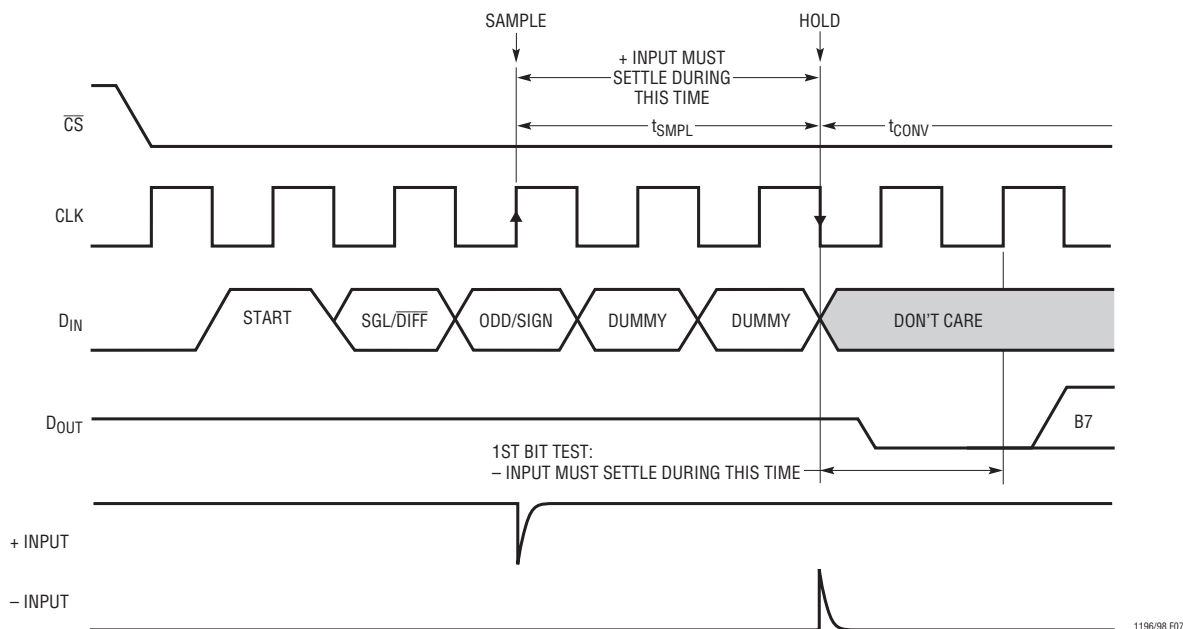 SAMPLE
HOLD
+ INPUT MUST
SETTLE DURING
THIS TIME
CS
tSMPL
tCONV
CLK
DIN
START
SGL/DIFF
ODD/SIGN
DUMMY
DUMMY
DON'T CARE
DOUT
B7
1ST BIT TEST:
– INPUT MUST SETTLE DURING THIS TIME
+ INPUT
– INPUT
1196/98 F07